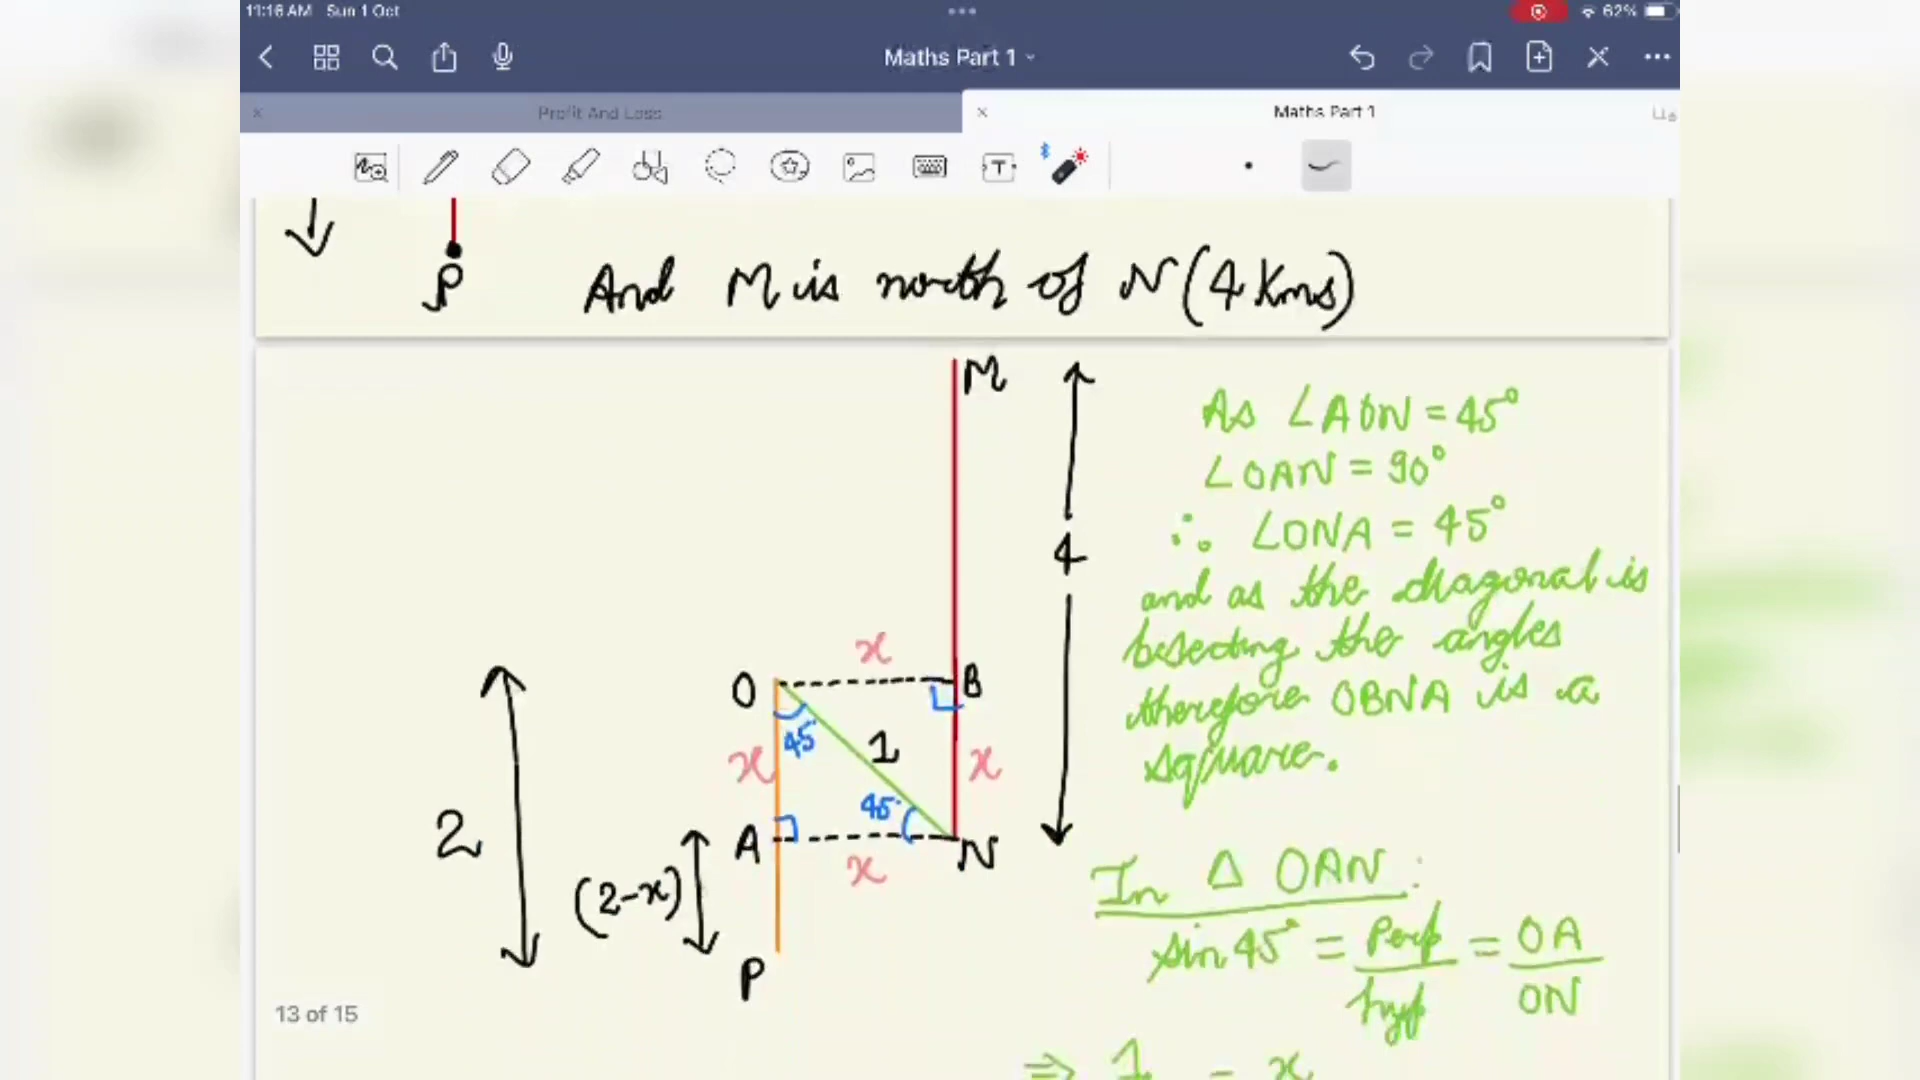 11:16 AM Sun 1 Oct
62%
Maths Part 1
Profit And Loss
Maths Part 1
P
And M is north of N (4 Kms)
M
As ∠AON = 45°
∠OAN = 90°
∴ ∠ONA = 45°
4
and as the diagonal is
bisecting the angles
therefore OBNA is a
square.
x
O
B
45
1
x
x
45°
2
A
N
x
(2-x)
In Δ OAN :
sin 45° = Perp/hyp = OA/ON
P
13 of 15
⇒ 1
= x